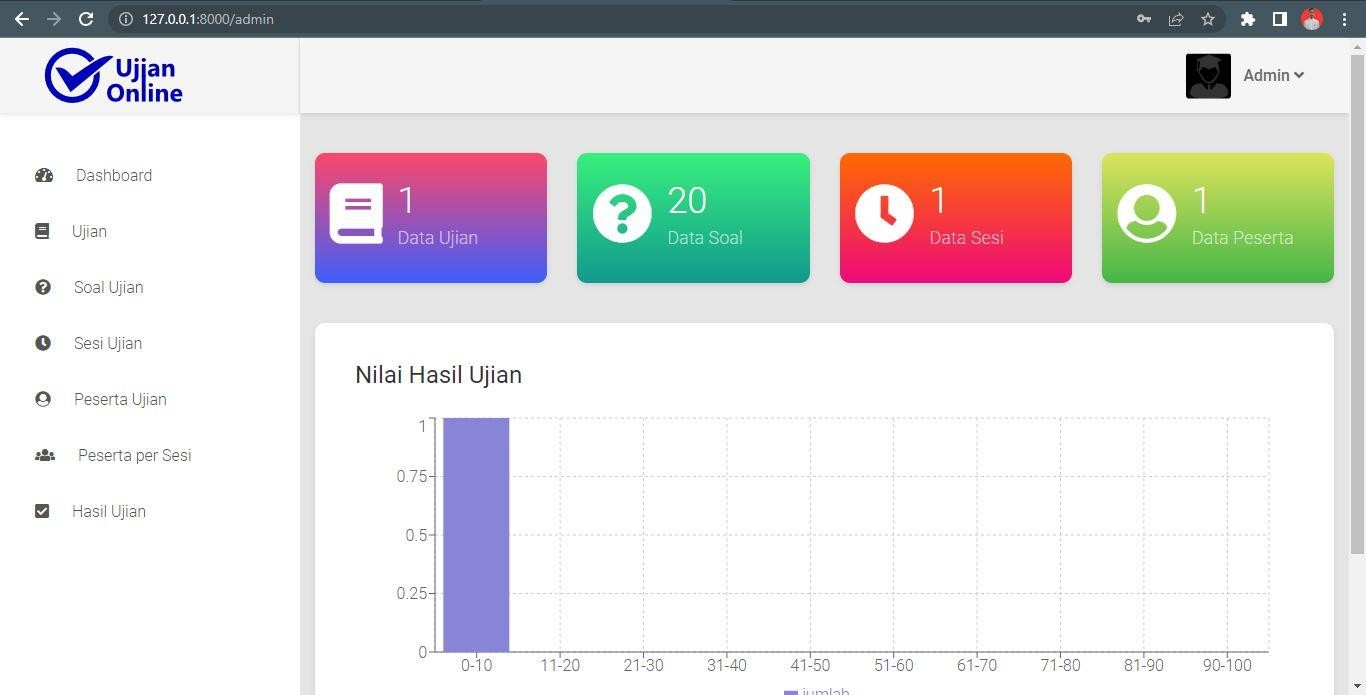 127.0.0.1:8000/admin
Ujian
Online
Admin
Dashboard
Ujian
Soal Ujian
Sesi Ujian
Peserta Ujian
Peserta per Sesi
Hasil Ujian
1
Data Ujian
20
Data Soal
1
Data Sesi
1
Data Peserta
Nilai Hasil Ujian
1
0.75
0.5
0.25
0
0-10 11-20 21-30 31-40 41-50 51-60 61-70 71-80 81-90 90-100
jumlah